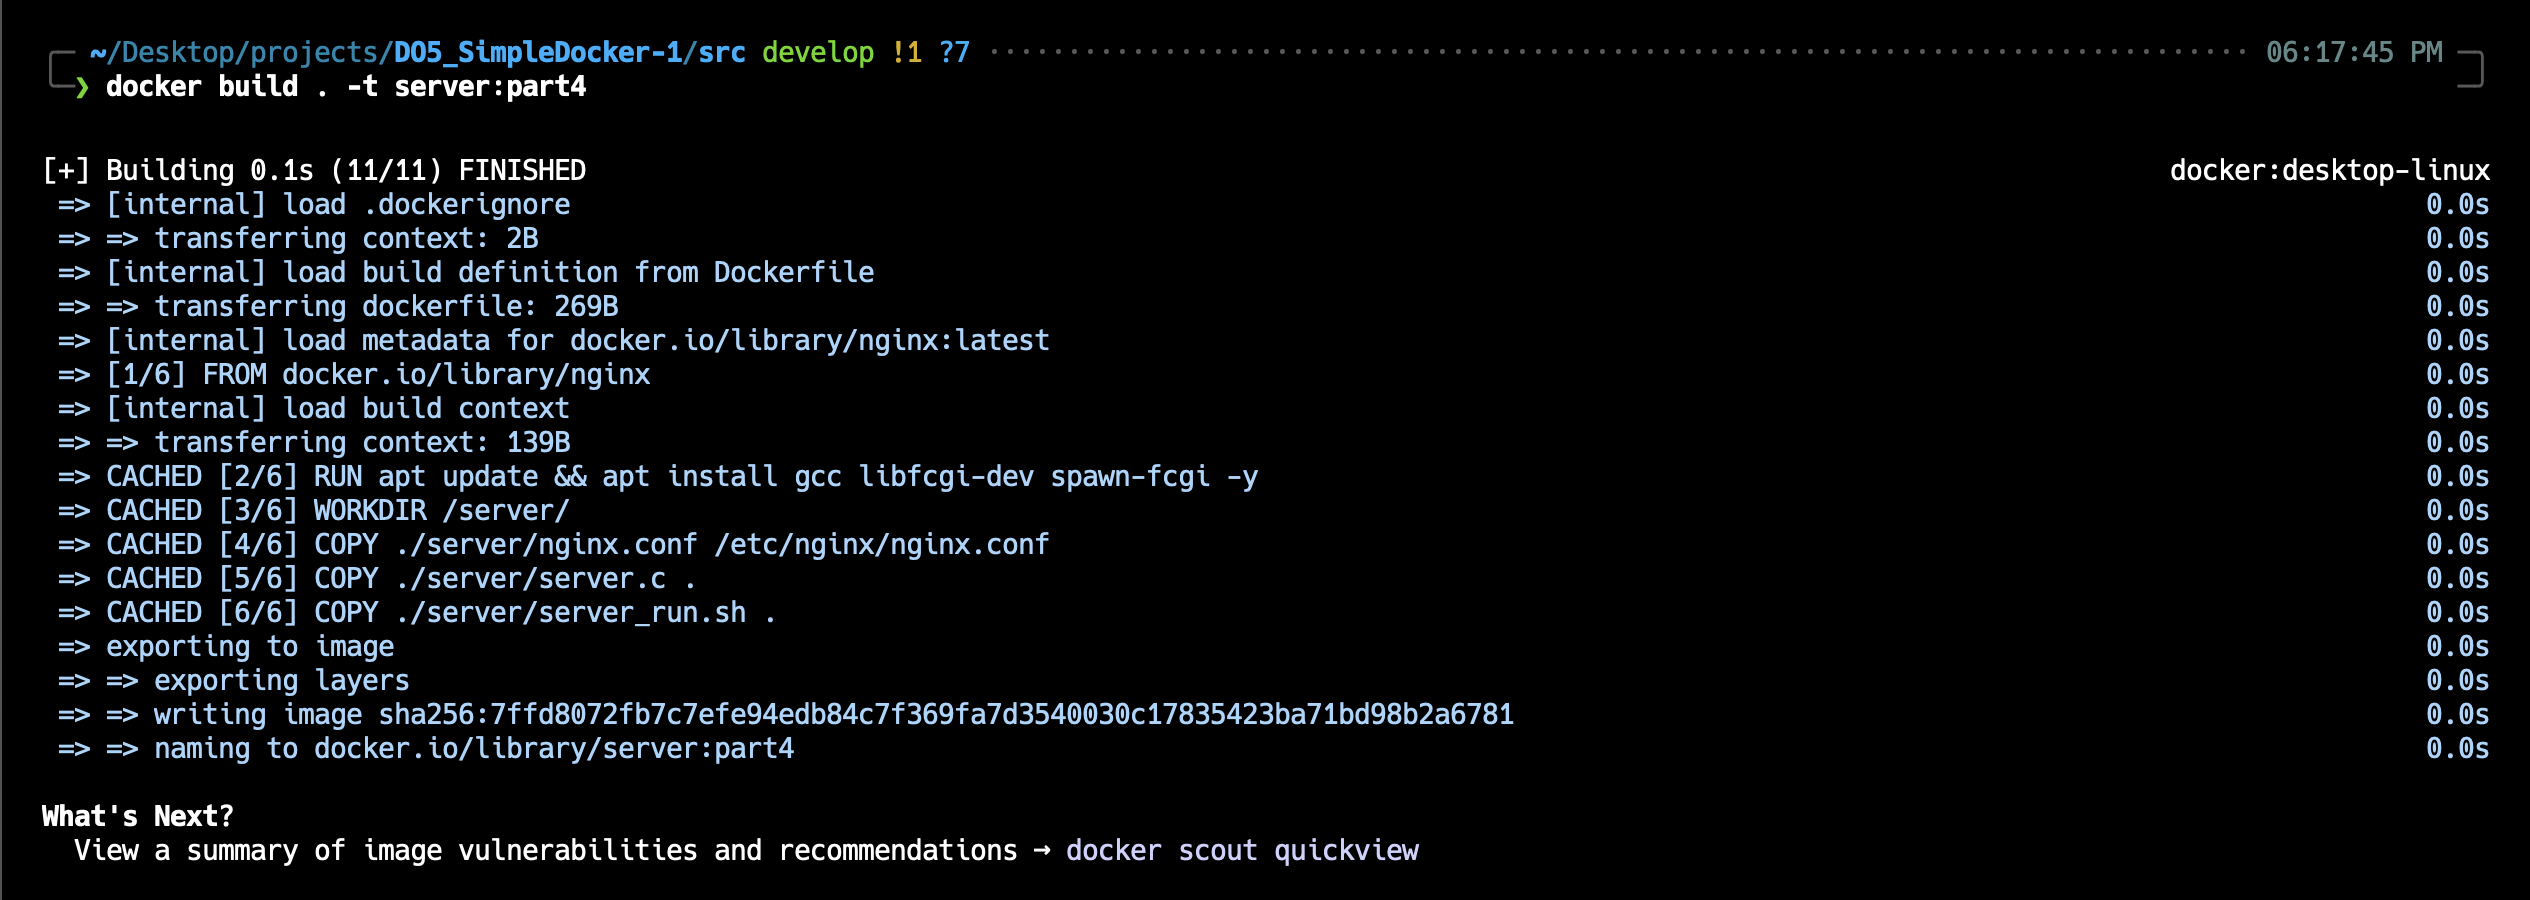 ~/Desktop/projects/DO5_SimpleDocker-1/src develop !1 ?7 06:17:45 PM
❯ docker build . -t server:part4
[+] Building 0.1s (11/11) FINISHED docker:desktop-linux
=> [internal] load .dockerignore 0.0s
=> => transferring context: 2B 0.0s
=> [internal] load build definition from Dockerfile 0.0s
=> => transferring dockerfile: 269B 0.0s
=> [internal] load metadata for docker.io/library/nginx:latest 0.0s
=> [1/6] FROM docker.io/library/nginx 0.0s
=> [internal] load build context 0.0s
=> => transferring context: 139B 0.0s
=> CACHED [2/6] RUN apt update && apt install gcc libfcgi-dev spawn-fcgi -y 0.0s
=> CACHED [3/6] WORKDIR /server/ 0.0s
=> CACHED [4/6] COPY ./server/nginx.conf /etc/nginx/nginx.conf 0.0s
=> CACHED [5/6] COPY ./server/server.c . 0.0s
=> CACHED [6/6] COPY ./server/server_run.sh . 0.0s
=> exporting to image 0.0s
=> => exporting layers 0.0s
=> => writing image sha256:7ffd8072fb7c7efe94edb84c7f369fa7d3540030c17835423ba71bd98b2a6781 0.0s
=> => naming to docker.io/library/server:part4 0.0s
What's Next?
View a summary of image vulnerabilities and recommendations → docker scout quickview